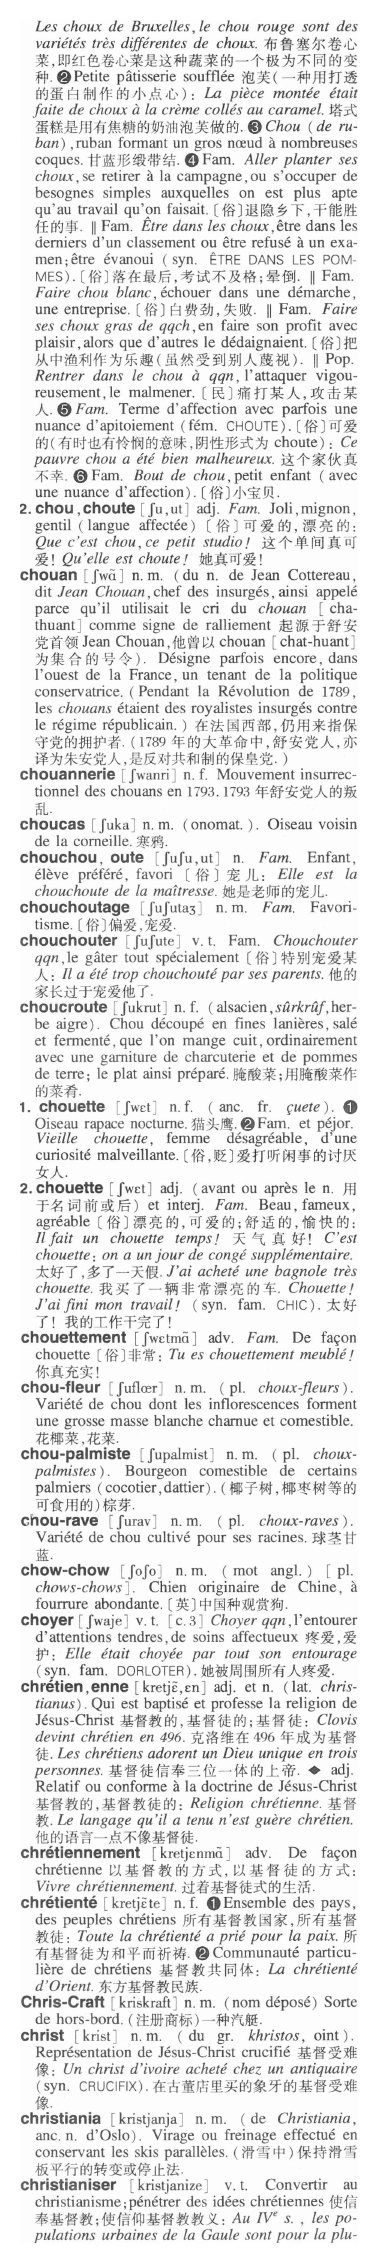 Les choux de Bruxelles, le chou rouge sont des
variétés très différentes de choux. 布鲁塞尔卷心
菜,即红色卷心菜是这种蔬菜的一个极为不同的变
种. ❷Petite pâtisserie soufflée 泡芙(一种用打透
的蛋白制作的小点心): La pièce montée était
faite de choux à la crème collés au caramel. 塔式
蛋糕是用有焦糖的奶油泡芙做的. ❸ Chou (de ru-
ban), ruban formant un gros nœud à nombreuses
coques. 甘蓝形缎带结. ❹ Fam. Aller planter ses
choux, se retirer à la campagne, ou s'occuper de
besognes simples auxquelles on est plus apte
qu'au travail qu'on faisait. 〔俗〕退隐乡下,干能胜
任的事. ‖ Fam. Être dans les choux, être dans les
derniers d'un classement ou être refusé à un exa-
men; être évanoui (syn. ÊTRE DANS LES POM-
MES). 〔俗〕落在最后,考试不及格;晕倒. ‖ Fam.
Faire chou blanc, échouer dans une démarche,
une entreprise. 〔俗〕白费劲,失败. ‖ Fam. Faire
ses choux gras de qqch, en faire son profit avec
plaisir, alors que d'autres le dédaignaient. 〔俗〕把
从中渔利作为乐趣(虽然受到别人蔑视). ‖ Pop.
Rentrer dans le chou à qqn, l'attaquer vigou-
reusement, le malmener. 〔民〕痛打某人,攻击某
人. ❺ Fam. Terme d'affection avec parfois une
nuance d'apitoiement (fém. CHOUTE). 〔俗〕可爱
的(有时也有怜悯的意味,阴性形式为 choute): Ce
pauvre chou a été bien malheureux. 这个家伙真
不幸. ❻ Fam. Bout de chou, petit enfant (avec
une nuance d'affection). 〔俗〕小宝贝.
2. chou, choute [ʃu,ut] adj. Fam. Joli, mignon,
gentil (langue affectée) 〔俗〕可爱的,漂亮的:
Que c'est chou, ce petit studio! 这个单间真可
爱! Qu'elle est choute! 她真可爱!
chouan [ʃwɑ̃] n. m. (du n. de Jean Cottereau,
dit Jean Chouan, chef des insurgés, ainsi appelé
parce qu'il utilisait le cri du chouan [cha-
thuant] comme signe de ralliement 起源于舒安
党首领 Jean Chouan,他曾以 chouan [chat-huant]
为集合的号令). Désigne parfois encore, dans
l'ouest de la France, un tenant de la politique
conservatrice. (Pendant la Révolution de 1789,
les chouans étaient des royalistes insurgés contre
le régime républicain.) 在法国西部,仍用来指保
守党的拥护者. (1789 年的大革命中,舒安党人,亦
译为朱安党人,是反对共和制的保皇党.)
chouannerie [ʃwanri] n. f. Mouvement insurrec-
tionnel des chouans en 1793. 1793 年舒安党人的叛
乱.
choucas [ʃuka] n. m. (onomat.). Oiseau voisin
de la corneille. 寒鸦.
chouchou, oute [ʃuʃu,ut] n. Fam. Enfant,
élève préféré, favori 〔俗〕宠儿: Elle est la
chouchoute de la maîtresse. 她是老师的宠儿.
chouchoutage [ʃuʃutaʒ] n. m. Fam. Favori-
tisme. 〔俗〕偏爱,宠爱.
chouchouter [ʃuʃute] v. t. Fam. Chouchouter
qqn, le gâter tout spécialement 〔俗〕特别宠爱某
人: Il a été trop chouchouté par ses parents. 他的
家长过于宠爱他了.
choucroute [ʃukrut] n. f. (alsacien, sûrkrûf, her-
be aigre). Chou découpé en fines lanières, salé
et fermenté, que l'on mange cuit, ordinairement
avec une garniture de charcuterie et de pommes
de terre; le plat ainsi préparé. 腌酸菜;用腌酸菜作
的菜肴.
1. chouette [ʃwɛt] n. f. (anc. fr. çuete). ❶
Oiseau rapace nocturne. 猫头鹰. ❷ Fam. et péjor.
Vieille chouette, femme désagréable, d'une
curiosité malveillante. 〔俗,贬〕爱打听闲事的讨厌
女人.
2. chouette [ʃwɛt] adj. (avant ou après le n. 用
于名词前或后) et interj. Fam. Beau, fameux,
agréable 〔俗〕漂亮的,可爱的;舒适的,愉快的:
Il fait un chouette temps! 天气真好! C'est
chouette: on a un jour de congé supplémentaire.
太好了,多了一天假. J'ai acheté une bagnole très
chouette. 我买了一辆非常漂亮的车. Chouette!
J'ai fini mon travail! (syn. fam. CHIC). 太好
了! 我的工作干完了!
chouettement [ʃwɛtmɑ̃] adv. Fam. De façon
chouette 〔俗〕非常: Tu es chouettement meublé!
你真充实!
chou-fleur [ʃuflœr] n. m. (pl. choux-fleurs).
Variété de chou dont les inflorescences forment
une grosse masse blanche charnue et comestible.
花椰菜,花菜.
chou-palmiste [ʃupalmist] n. m. (pl. choux-
palmistes). Bourgeon comestible de certains
palmiers (cocotier, dattier). (椰子树,椰枣树等的
可食用的)棕芽.
chou-rave [ʃurav] n. m. (pl. choux-raves).
Variété de chou cultivé pour ses racines. 球茎甘
蓝.
chow-chow [ʃoʃo] n. m. (mot angl.) [pl.
chows-chows]. Chien originaire de Chine, à
fourrure abondante. 〔英〕中国种观赏狗.
choyer [ʃwaje] v. t. [c. 3] Choyer qqn, l'entourer
d'attentions tendres, de soins affectueux 疼爱,爱
护: Elle était choyée par tout son entourage
(syn. fam. DORLOTER). 她被周围所有人疼爱.
chrétien, enne [kretjɛ̃,ɛn] adj. et n. (lat. chris-
tianus). Qui est baptisé et professe la religion de
Jésus-Christ 基督教的,基督徒的;基督徒: Clovis
devint chrétien en 496. 克洛维在 496 年成为基督
徒. Les chrétiens adorent un Dieu unique en trois
personnes. 基督徒信奉三位一体的上帝. ◆ adj.
Relatif ou conforme à la doctrine de Jésus-Christ
基督教的,基督教徒的: Religion chrétienne. 基督
教. Le langage qu'il a tenu n'est guère chrétien.
他的语言一点不像基督徒.
chrétiennement [kretjɛnmɑ̃] adv. De façon
chrétienne 以基督教的方式,以基督徒的方式:
Vivre chrétiennement. 过着基督徒式的生活.
chrétienté [kretjɛ̃te] n. f. ❶ Ensemble des pays,
des peuples chrétiens 所有基督教国家,所有基督
教徒: Toute la chrétienté a prié pour la paix. 所
有基督徒为和平而祈祷. ❷ Communauté particu-
lière de chrétiens 基督教共同体: La chrétienté
d'Orient. 东方基督教民族.
Chris-Craft [kriskraft] n. m. (nom déposé) Sorte
de hors-bord. (注册商标)一种汽艇.
christ [krist] n. m. (du gr. khristos, oint).
Représentation de Jésus-Christ crucifié 基督受难
像: Un christ d'ivoire acheté chez un antiquaire
(syn. CRUCIFIX). 在古董店里买的象牙的基督受难
像.
christiania [kristjanja] n. m. (de Christiania,
anc. n. d'Oslo). Virage ou freinage effectué en
conservant les skis parallèles. (滑雪中)保持滑雪
板平行的转变或停止法.
christianiser [kristjanize] v. t. Convertir au
christianisme; pénétrer des idées chrétiennes 使信
奉基督教;使信仰基督教教义: Au IVᵉ s., les po-
pulations urbaines de la Gaule sont pour la plu-